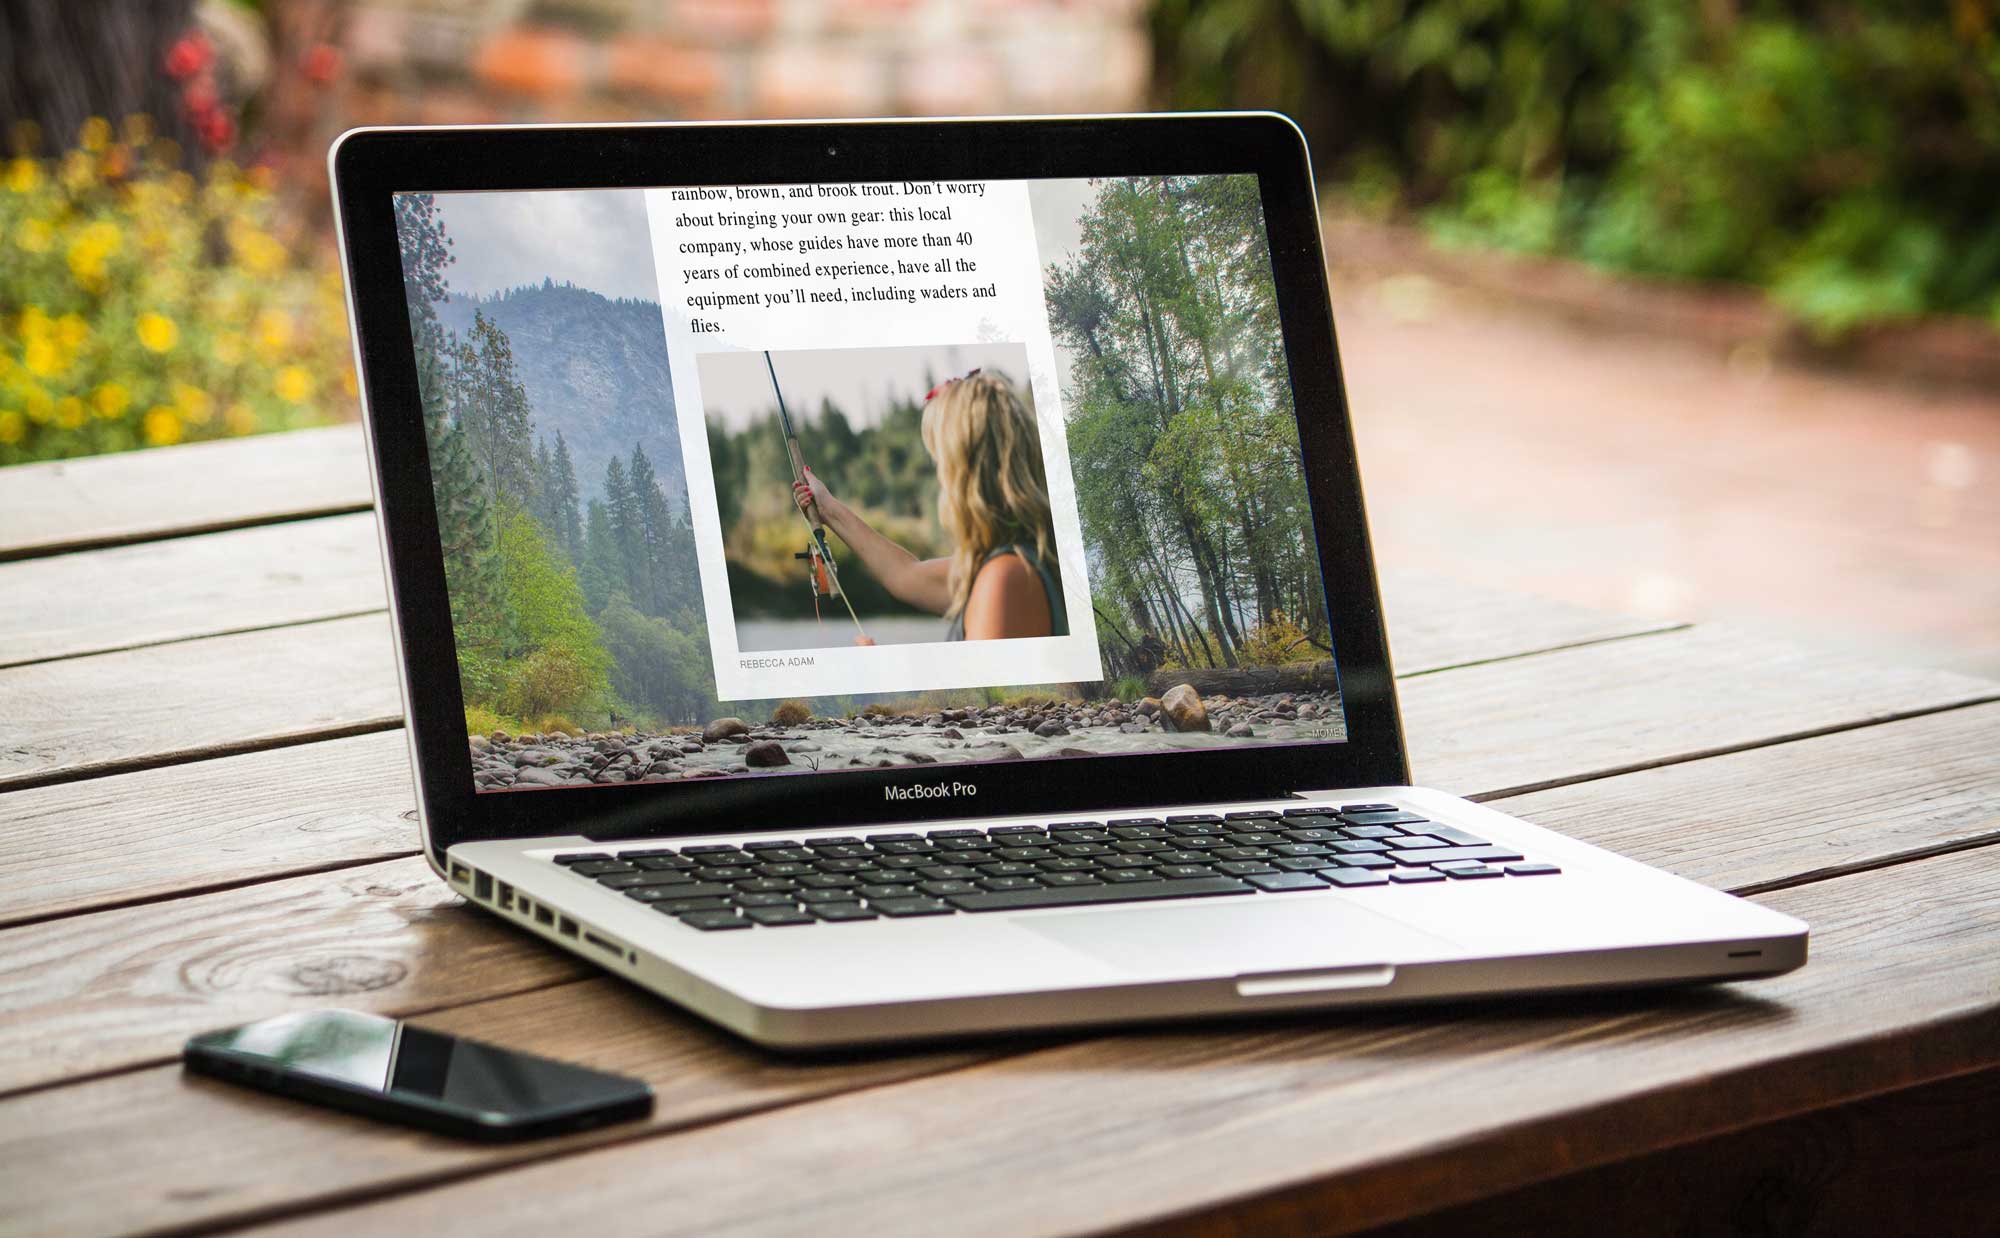 rainbow, brown, and brook trout. Don't worry
about bringing your own gear: this local
company, whose guides have more than 40
years of combined experience, have all the
equipment you'll need, including waders and
flies.
REBECCA ADAM
MOMEN
MacBook Pro